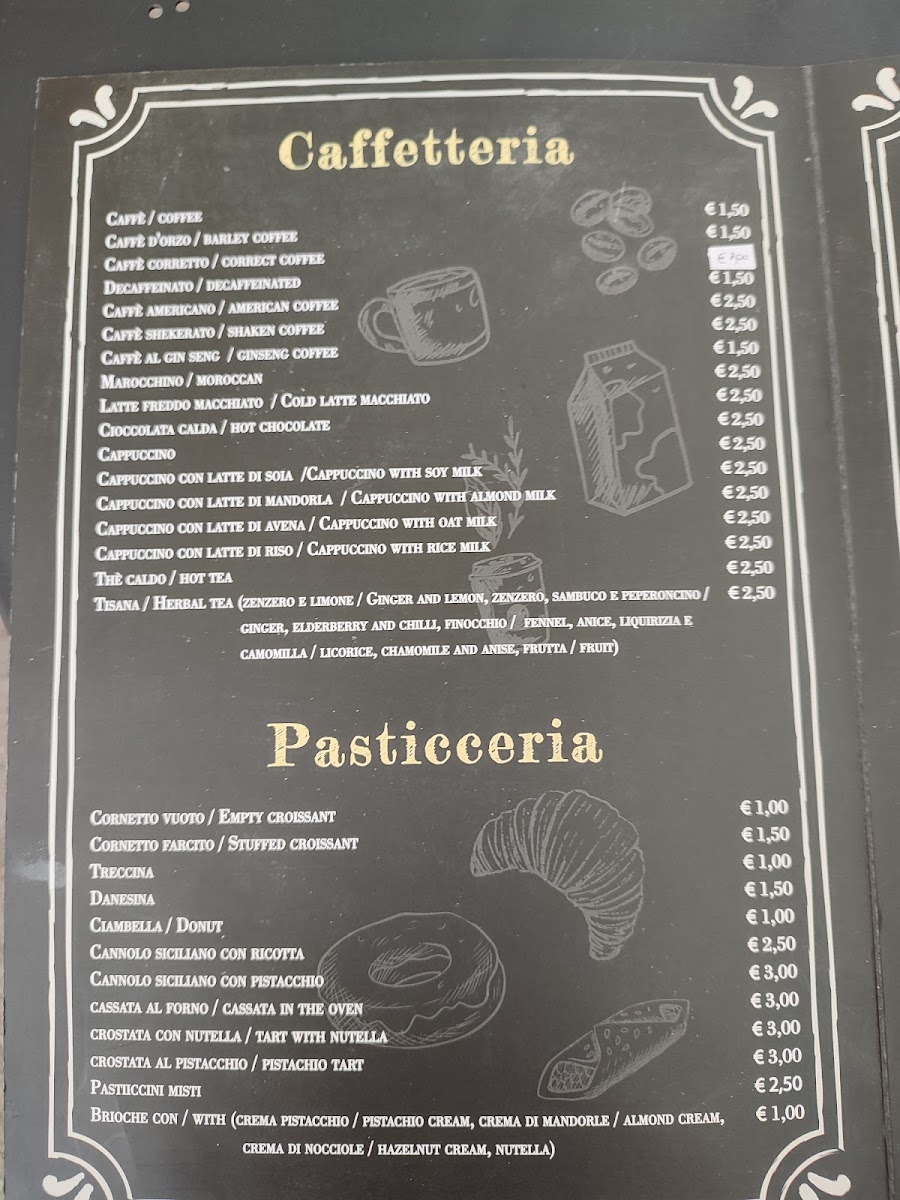 Caffetteria
Caffè / coffee € 1,50
Caffè d'orzo / barley coffee € 1,50
Caffè corretto / correct coffee €
Decaffeinato / decaffeinated € 1,50
Caffè americano / american coffee € 2,50
Caffè shekerato / shaken coffee € 2,50
Caffè al gin seng / ginseng coffee € 1,50
Marocchino / moroccan € 2,50
Latte freddo macchiato / Cold latte macchiato € 2,50
Cioccolata calda / hot chocolate € 2,50
Cappuccino € 2,50
Cappuccino con latte di soia /Cappuccino with soy milk € 2,50
Cappuccino con latte di mandorla / Cappuccino with almond milk € 2,50
Cappuccino con latte di avena / Cappuccino with oat milk € 2,50
Cappuccino con latte di riso / Cappuccino with rice milk € 2,50
Thè caldo / hot tea € 2,50
Tisana / Herbal tea (zenzero e limone / Ginger and lemon, zenzero, sambuco e peperoncino / € 2,50
ginger, elderberry and chilli, finocchio / fennel, anice, liquirizia e
camomilla / licorice, chamomile and anise, frutta / fruit)
Pasticceria
Cornetto vuoto / Empty croissant € 1,00
Cornetto farcito / Stuffed croissant € 1,50
Treccina € 1,00
Danesina € 1,50
Ciambella / Donut € 1,00
Cannolo siciliano con ricotta € 2,50
Cannolo siciliano con pistacchio € 3,00
cassata al forno / cassata in the oven € 3,00
crostata con nutella / tart with nutella € 3,00
crostata al pistacchio / pistachio tart € 3,00
Pasticcini misti € 2,50
Brioche con / with (crema pistacchio / pistachio cream, crema di mandorle / almond cream, € 1,00
crema di nocciole / hazelnut cream, nutella)